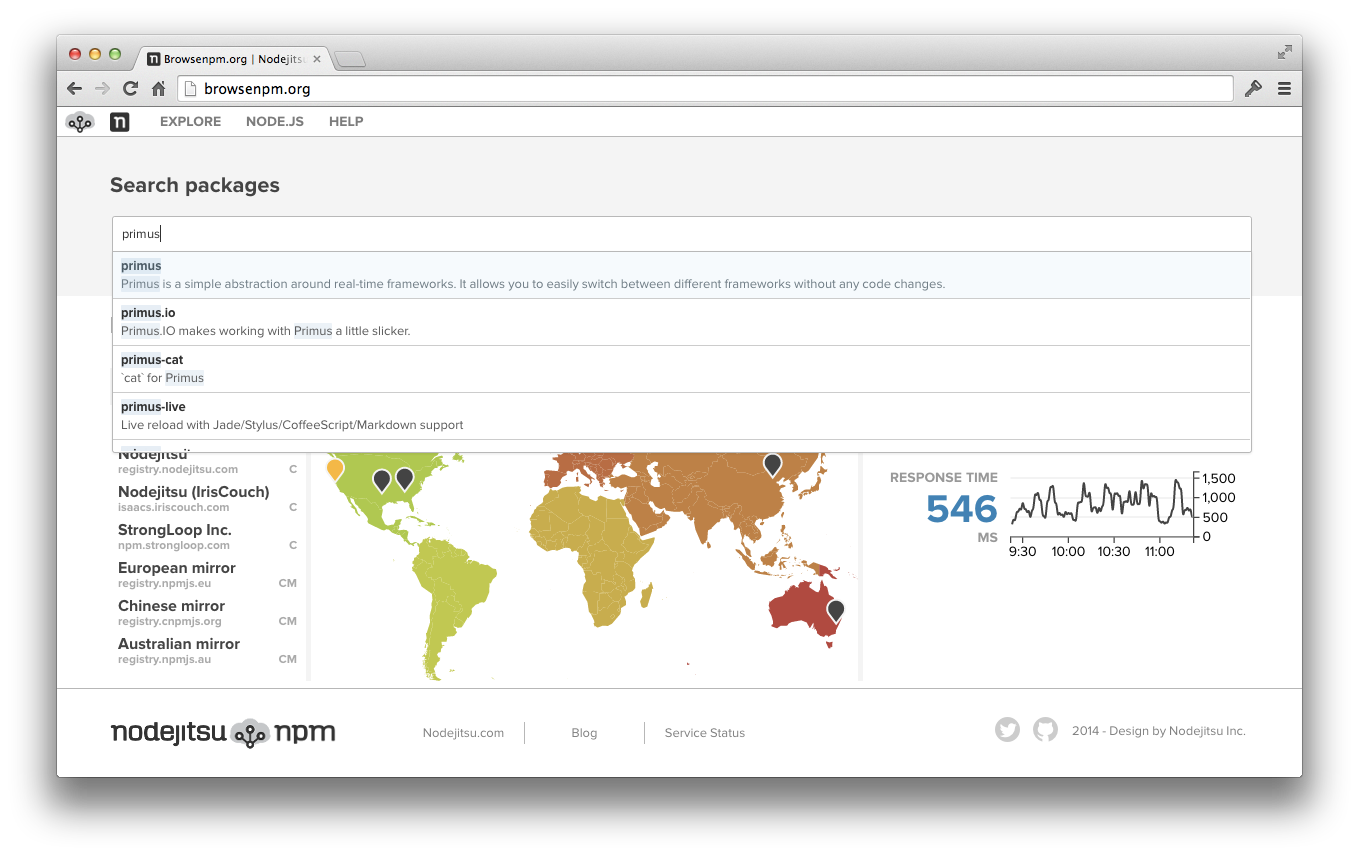 Browsenpm.org | Nodejits
browsenpm.org
n EXPLORE NODE.JS HELP
Search packages
primus
primus
Primus is a simple abstraction around real-time frameworks. It allows you to easily switch between different frameworks without any code changes.
primus.io
Primus.IO makes working with Primus a little slicker.
primus-cat
`cat` for Primus
primus-live
Live reload with Jade/Stylus/CoffeeScript/Markdown support
Nodejitsu
registry.nodejitsu.com C
Nodejitsu (IrisCouch)
isaacs.iriscouch.com C
StrongLoop Inc.
npm.strongloop.com C
European mirror
registry.npmjs.eu CM
Chinese mirror
registry.cnpmjs.org CM
Australian mirror
registry.npmjs.au CM
RESPONSE TIME
546
MS
1,500
1,000
500
0
9:30 10:00 10:30 11:00
nodejitsu npm
Nodejitsu.com Blog Service Status
2014 - Design by Nodejitsu Inc.